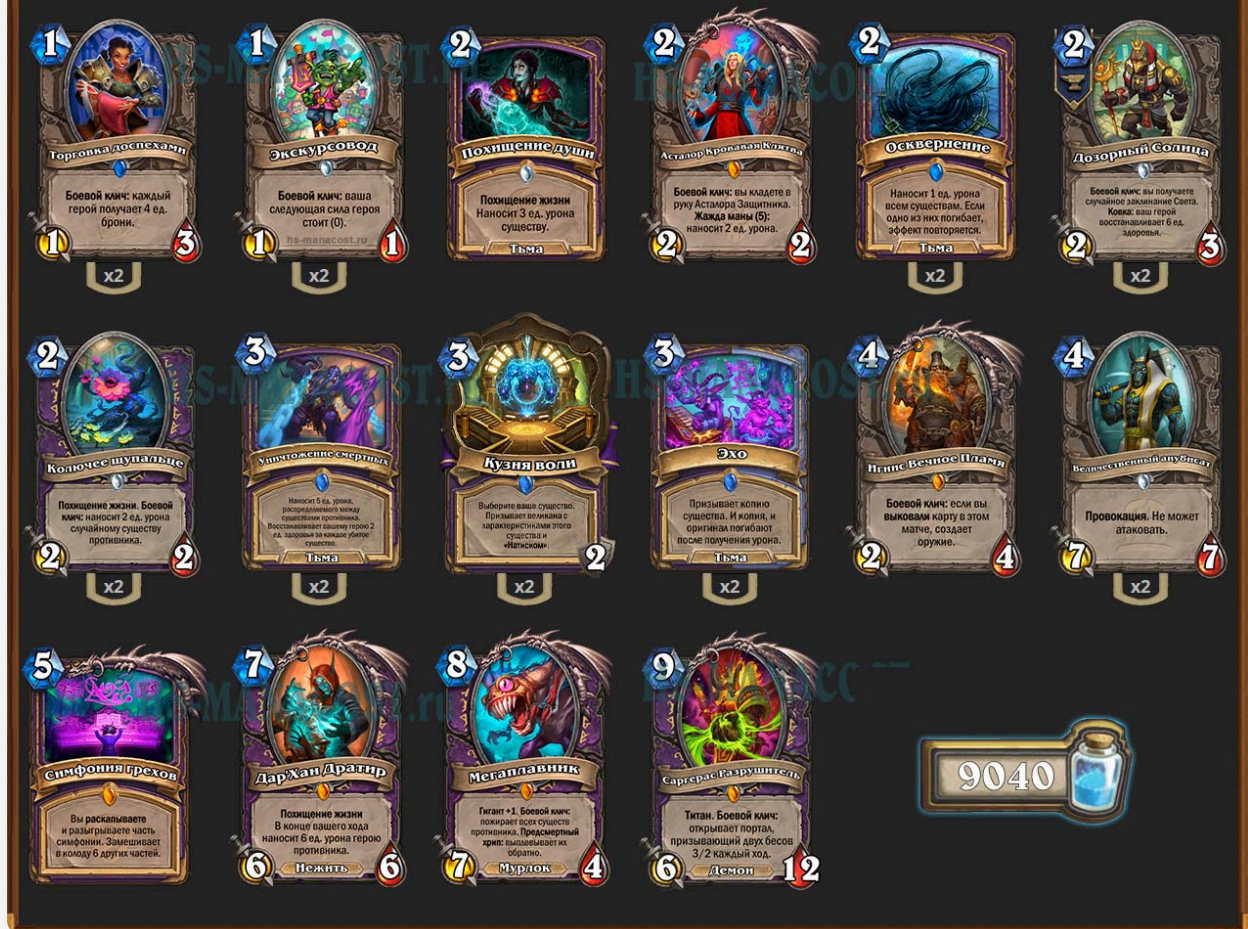 1
Торговка доспехами
Боевой клич: каждый
герой получает 4 ед.
брони.
1
3
x2
1
Экскурсовод
Боевой клич: ваша
следующая сила героя
стоит (0).
hs-manacost.ru
1
1
x2
2
Похищение души
Похищение жизни
Наносит 3 ед. урона
существу.
Тьма
2
Асталор Кровавая Клятва
Боевой клич: вы кладете в
руку Асталора Защитника.
Жажда маны (5):
наносит 2 ед. урона.
2
2
2
Осквернение
Наносит 1 ед. урона
всем существам. Если
одно из них погибает,
эффект повторяется.
Тьма
x2
2
Дозорный Солнца
Боевой клич: вы получаете
случайное заклинание Света.
Ковка: ваш герой
восстанавливает 6 ед.
здоровья.
2
3
x2
2
Колючее щупальце
Похищение жизни. Боевой
клич: наносит 2 ед. урона
случайному существу
противника.
2
2
x2
3
Уничтожение смертных
Наносит 5 ед. урона,
распределяемого между
существами противника.
Восстанавливает вашему герою 2
ед. здоровья за каждое убитое
существо.
Тьма
x2
3
Кузня воли
Выберите ваше существо.
Призывает великана с
характеристиками этого
существа и
«Натиском».
2
x2
3
Эхо
Призывает копию
существа. И копия, и
оригинал погибают
после получения урона.
Тьма
x2
4
Игнис Вечное Пламя
Боевой клич: если вы
выковали карту в этом
матче, создает
оружие.
2
4
4
Величественный анубисат
Провокация. Не может
атаковать.
7
7
x2
5
Симфония грехов
Вы раскапываете
и разыгрываете часть
симфонии. Замешивает
в колоду 6 других частей.
7
Дар'Хан Дратир
Похищение жизни
В конце вашего хода
наносит 6 ед. урона герою
противника.
6
Нежить
6
8
Мегаплавник
Гигант +1. Боевой клич:
пожирает всех существ
противника. Предсмертный
хрип: выплевывает их
обратно.
7
Мурлок
4
9
Саргерас Разрушитель
Титан. Боевой клич:
открывает портал,
призывающий двух бесов
3/2 каждый ход.
6
Демон
12
9040